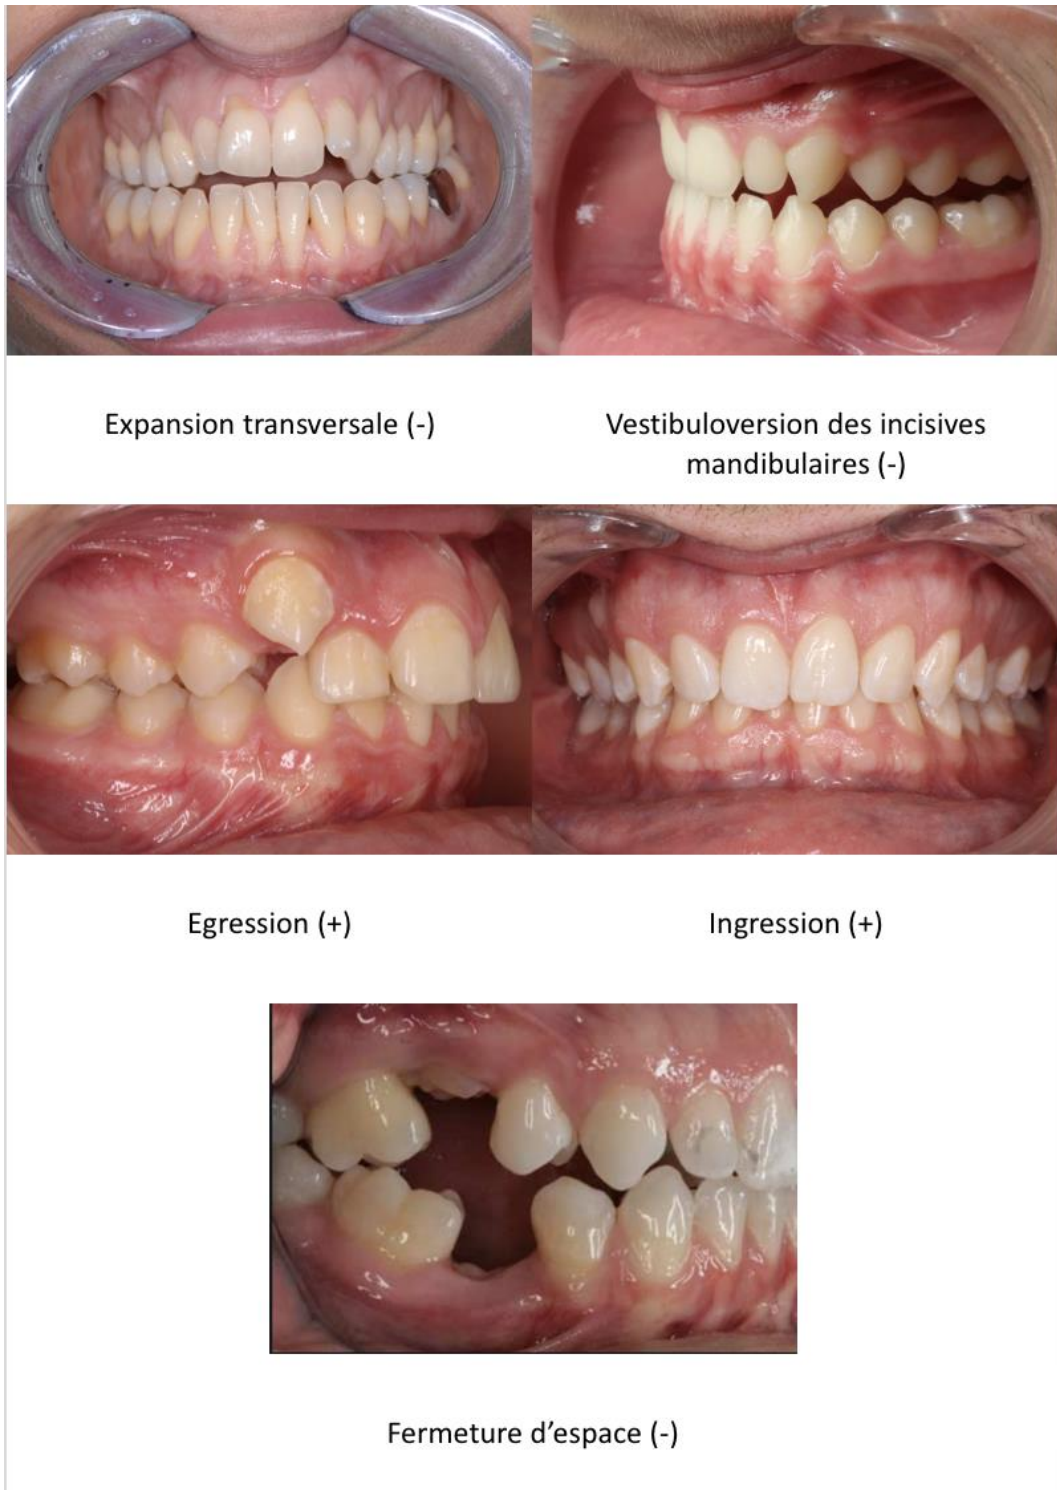 Expansion transversale (-)
Vestibuloversion des incisives
mandibulaires (-)
Egression (+)
Ingression (+)
Fermeture d’espace (-)